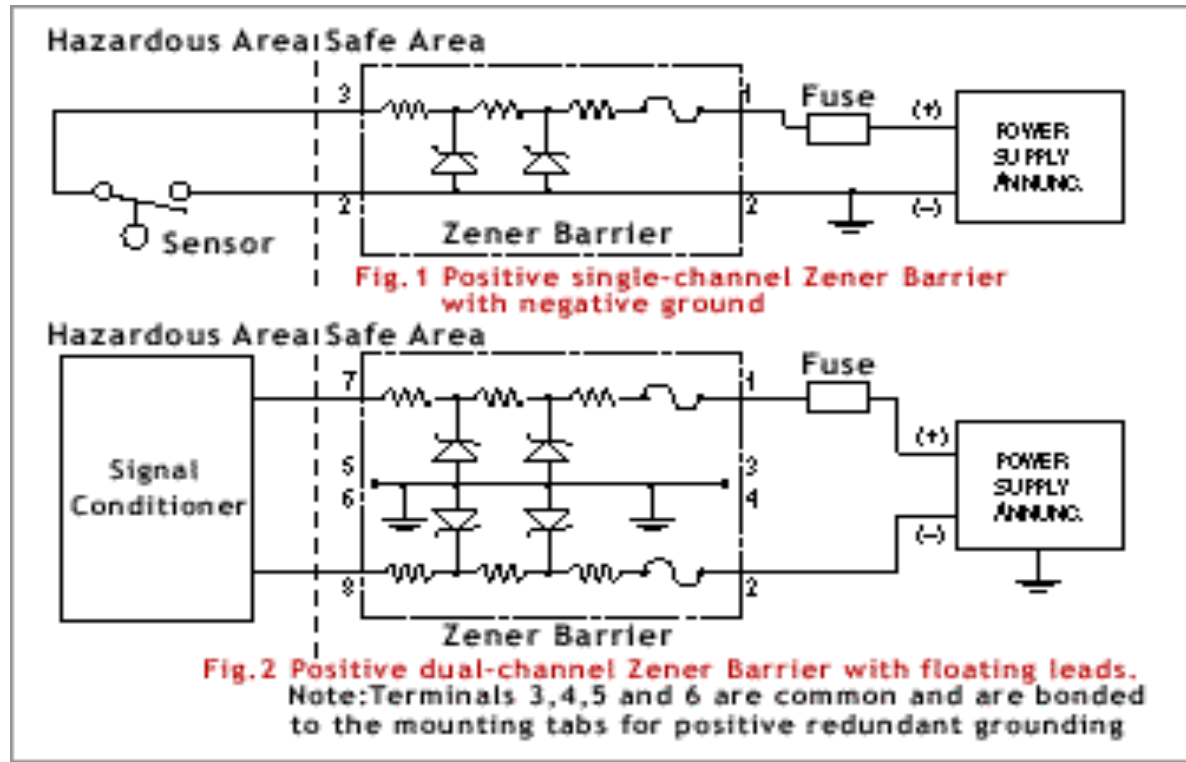 Hazardous Area Safe Area
3
1
Fuse
(+)
POWER
SUPPLY
ANNUNC.
2
2
(-)
Sensor
Zener Barrier
Fig.1 Positive single-channel Zener Barrier
with negative ground
Hazardous Area Safe Area
7
1
Fuse
(+)
Signal
Conditioner
5
3
6
4
POWER
SUPPLY
ANNUNC.
(-)
8
2
Zener Barrier
Fig.2 Positive dual-channel Zener Barrier with floating leads.
Note:Terminals 3,4,5 and 6 are common and are bonded
to the mounting tabs for positive redundant grounding